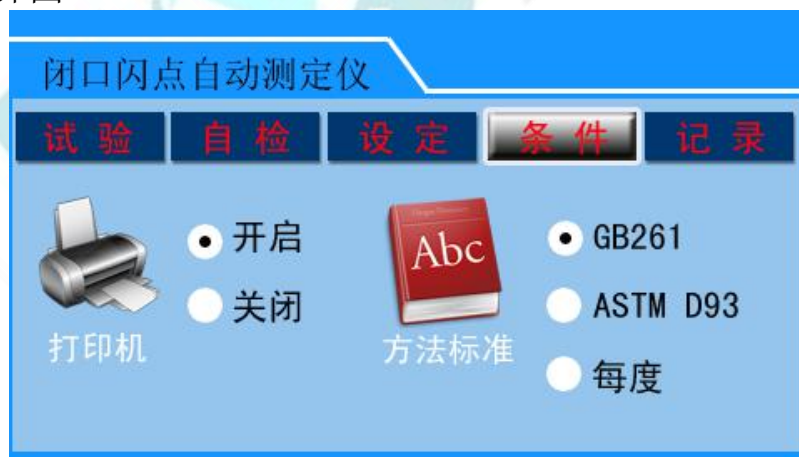 闭口闪点自动测定仪
试 验 自 检 设 定 条 件 记 录
开启
关闭
打印机
Abc
方法标准
GB261
ASTM D93
每度